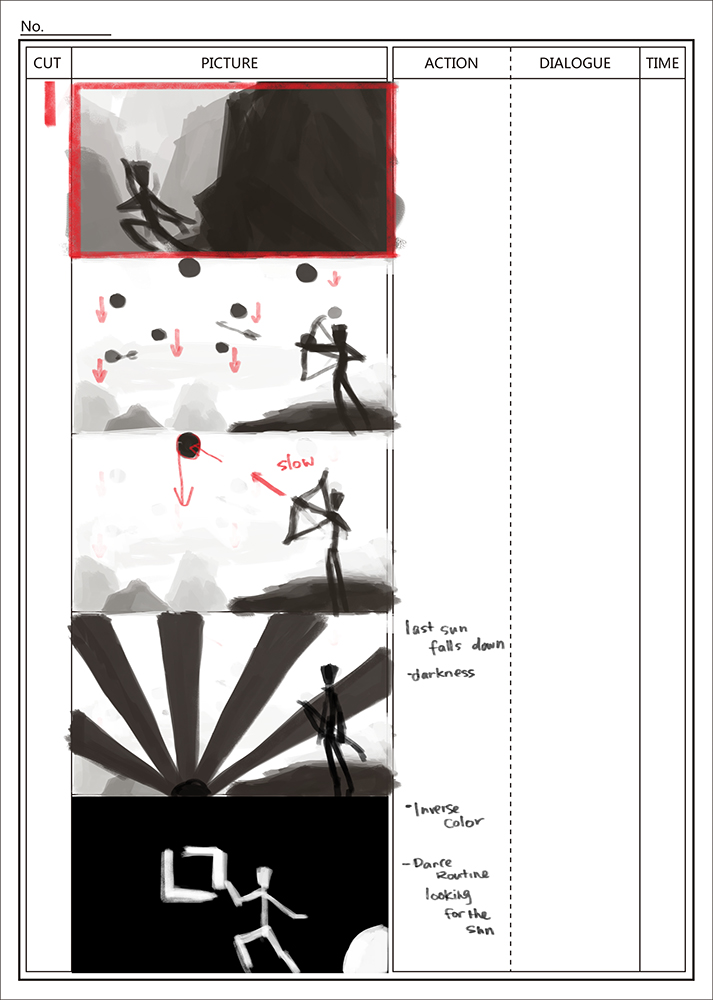 No.
CUT PICTURE ACTION DIALOGUE TIME
slow
last sun
falls down
-darkness
•Inverse
color
-Dance
Routine
looking
for the
sun